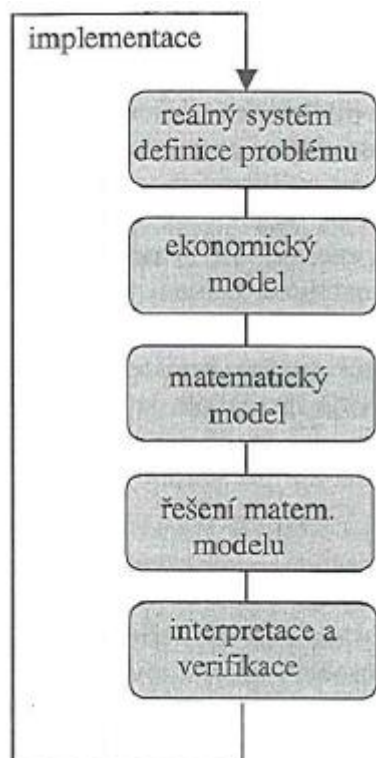 implementace
reálný systém
definice problému
ekonomický
model
matematický
model
řešení matem.
modelu
interpretace a
verifikace